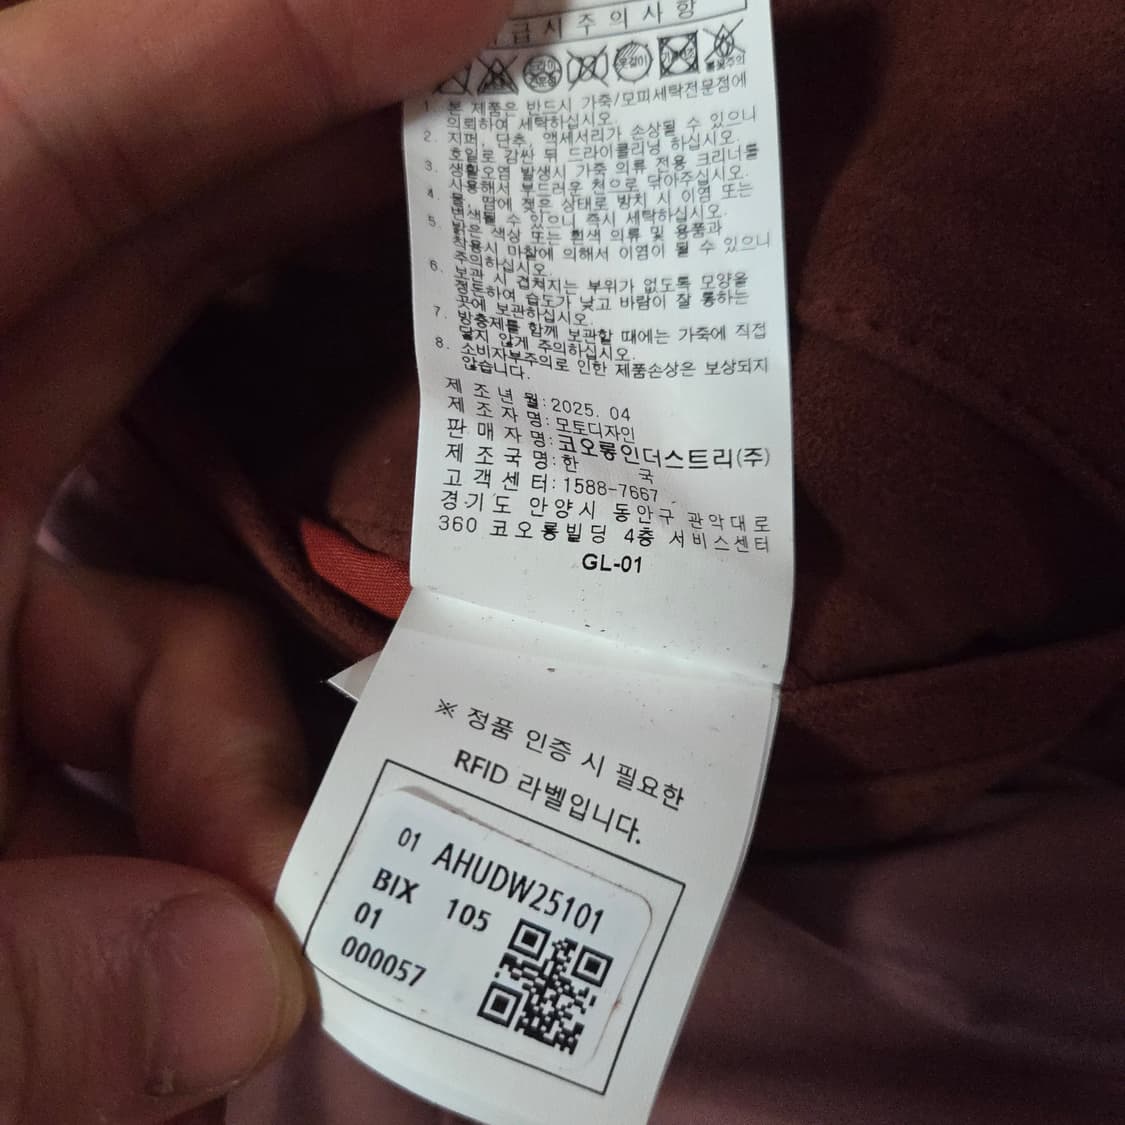 급 시 주 의 사 항
드라이
옷걸이
불꽃주의
1. 본 제품은 반드시 가죽/모피세탁전문점에
의뢰하여 세탁하십시오.
2. 지퍼, 단추, 액세서리가 손상될 수 있으니
호일로 감싼 뒤 드라이클리닝 하십시오.
3. 생활오염 발생시 가죽 의류 전용 크리너를
사용해서 부드러운 천으로 닦아주십시오.
4. 물, 땀에 젖은 상태로 방치 시 이염 또는
변색될 수 있으니 즉시 세탁하십시오.
5. 밝은 색상 또는 흰색 의류 및 용품과
착용시 마찰에 의해서 이염이 될 수 있으니
주의하십시오.
6. 보관 시 겹쳐지는 부위가 없도록 모양을
정돈하여 습도가 낮고 바람이 잘 통하는
곳에 보관하십시오.
7. 방충제를 함께 보관할 때에는 가죽에 직접
닿지 않게 주의하십시오.
8. 소비자부주의로 인한 제품손상은 보상되지
않습니다.
제 조 년 월:2025. 04
제 조 자 명:모토디자인
판 매 자 명:코오롱인더스트리(주)
제 조 국 명:한 국
고 객 센 터:1588-7667
경기도 안양시 동안구 관악대로
360 코오롱빌딩 4층 서비스센터
GL-01
※ 정품 인증 시 필요한
RFID 라벨입니다.
01 AHUDW25101
BIX 105
01
000057